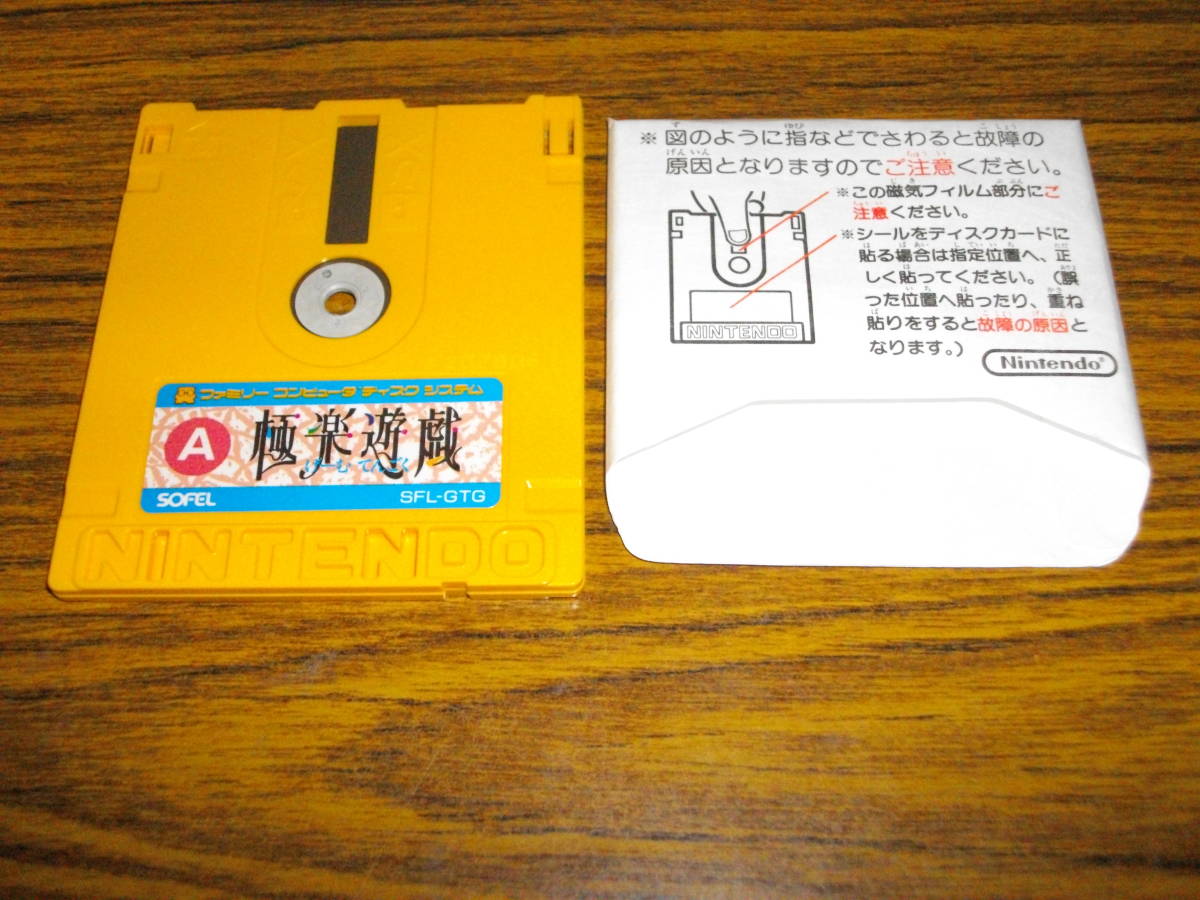 ファミリー コンピュータ ディスク システム
A
極楽遊戯
げーむ てんごく
SOFEL
SFL-GTG
NINTENDO
※ 図のように指などでさわると故障の
原因となりますのでご注意ください。
※この磁気フィルム部分にご
注意ください。
※シールをディスクカードに
貼る場合は指定位置へ、正
しく貼ってください。(誤
った位置へ貼ったり、重ね
貼りをすると故障の原因と
なります。)
NINTENDO
Nintendo®